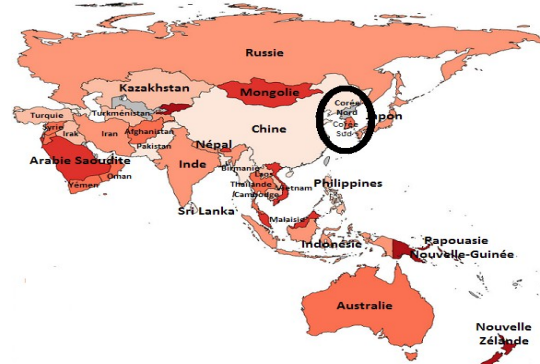 Russie
Kazakhstan
Mongolie
Corée
Nord
Turquie
Turkménistan
Japon
Corée
Sud
Syrie
Irak
Iran
Afghanistan
Chine
Pakistan
Népal
Arabie Saoudite
Inde
Birmanie
Laos
Oman
Yémen
Thaïlande
Vietnam
Philippines
Cambodge
Sri Lanka
Malaisie
Indonésie
Papouasie
Nouvelle-Guinée
Australie
Nouvelle
Zélande